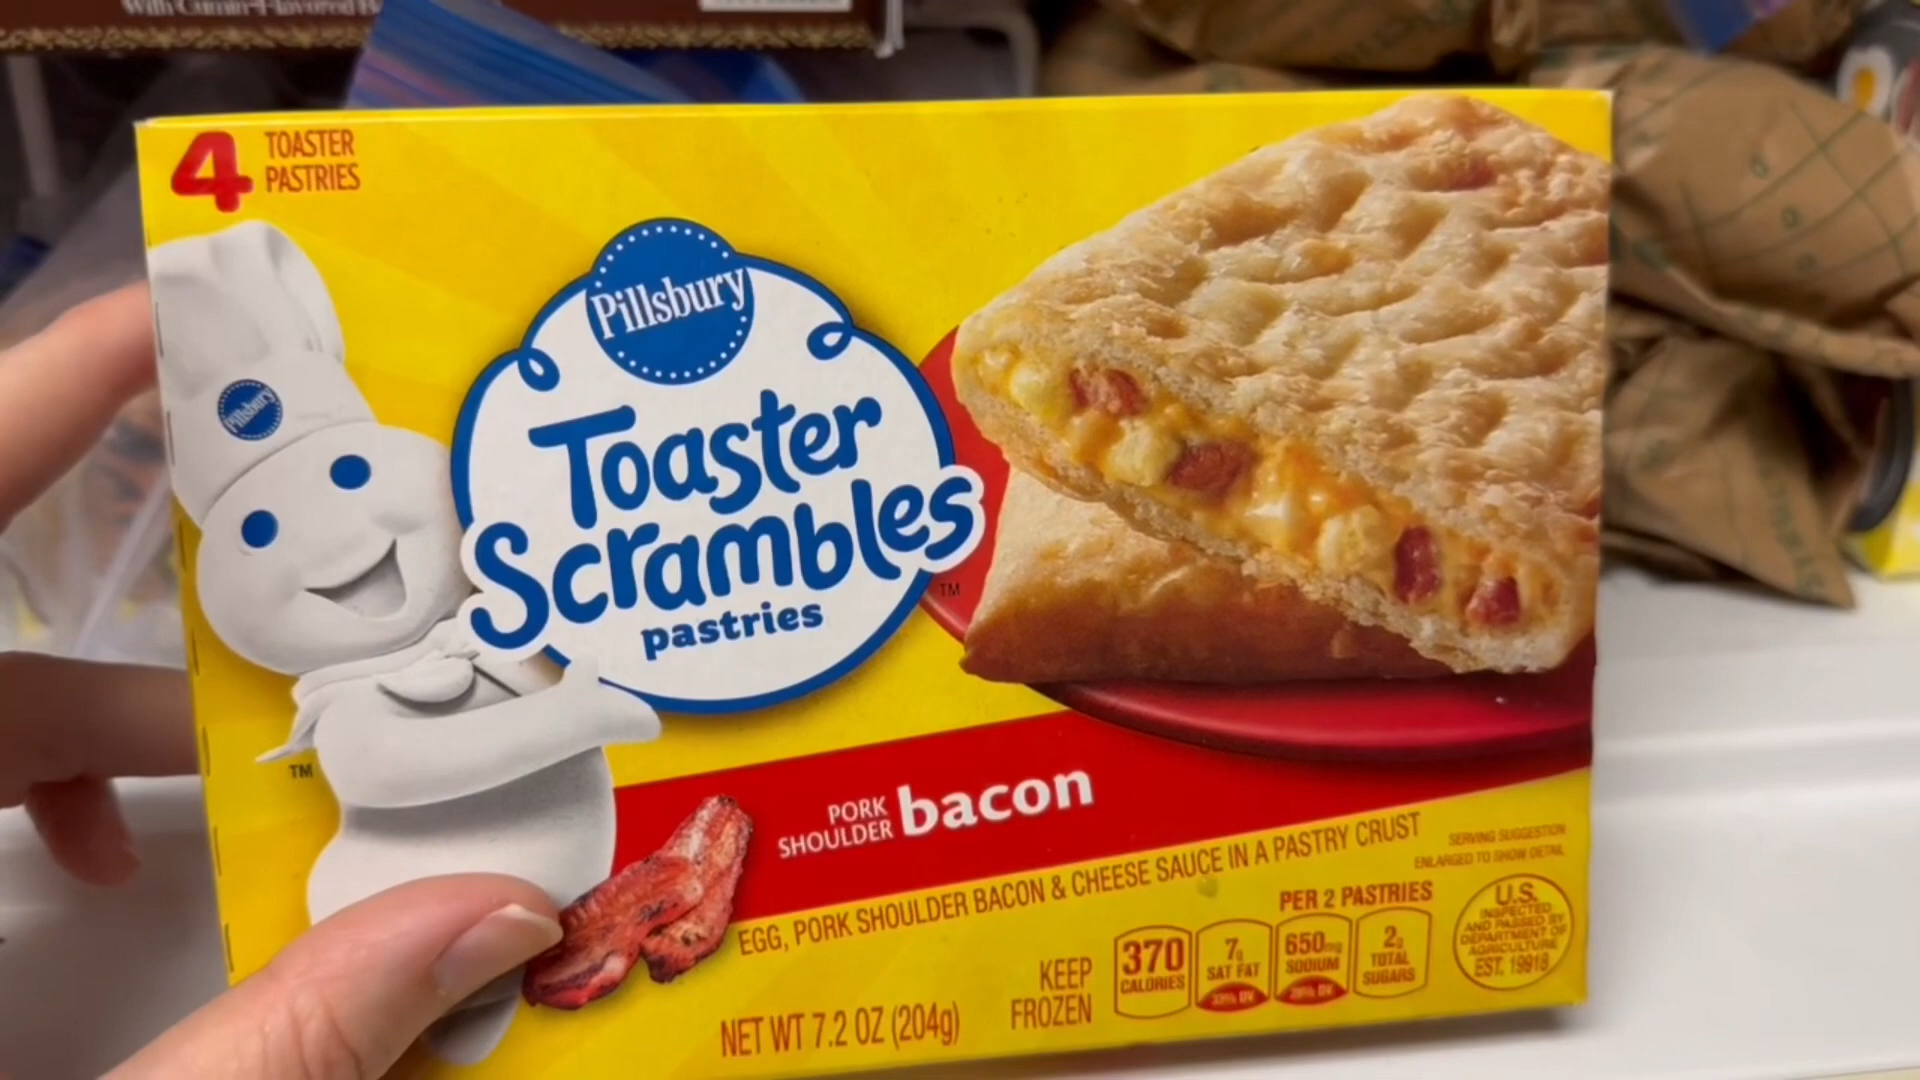 With Cumin-Flavored
4
TOASTER
PASTRIES
Pillsbury
Pillsbury
Toaster
Scrambles
TM
pastries
TM
PORK
SHOULDER
bacon
EGG, PORK SHOULDER BACON & CHEESE SAUCE IN A PASTRY CRUST
SERVING SUGGESTION
ENLARGED TO SHOW DETAIL
PER 2 PASTRIES
370
CALORIES
7g
SAT FAT
650mg
SODIUM
2g
TOTAL
SUGARS
U.S.
INSPECTED
AND PASSED BY
DEPARTMENT OF
AGRICULTURE
EST. 19918
KEEP
FROZEN
NET WT 7.2 OZ (204g)